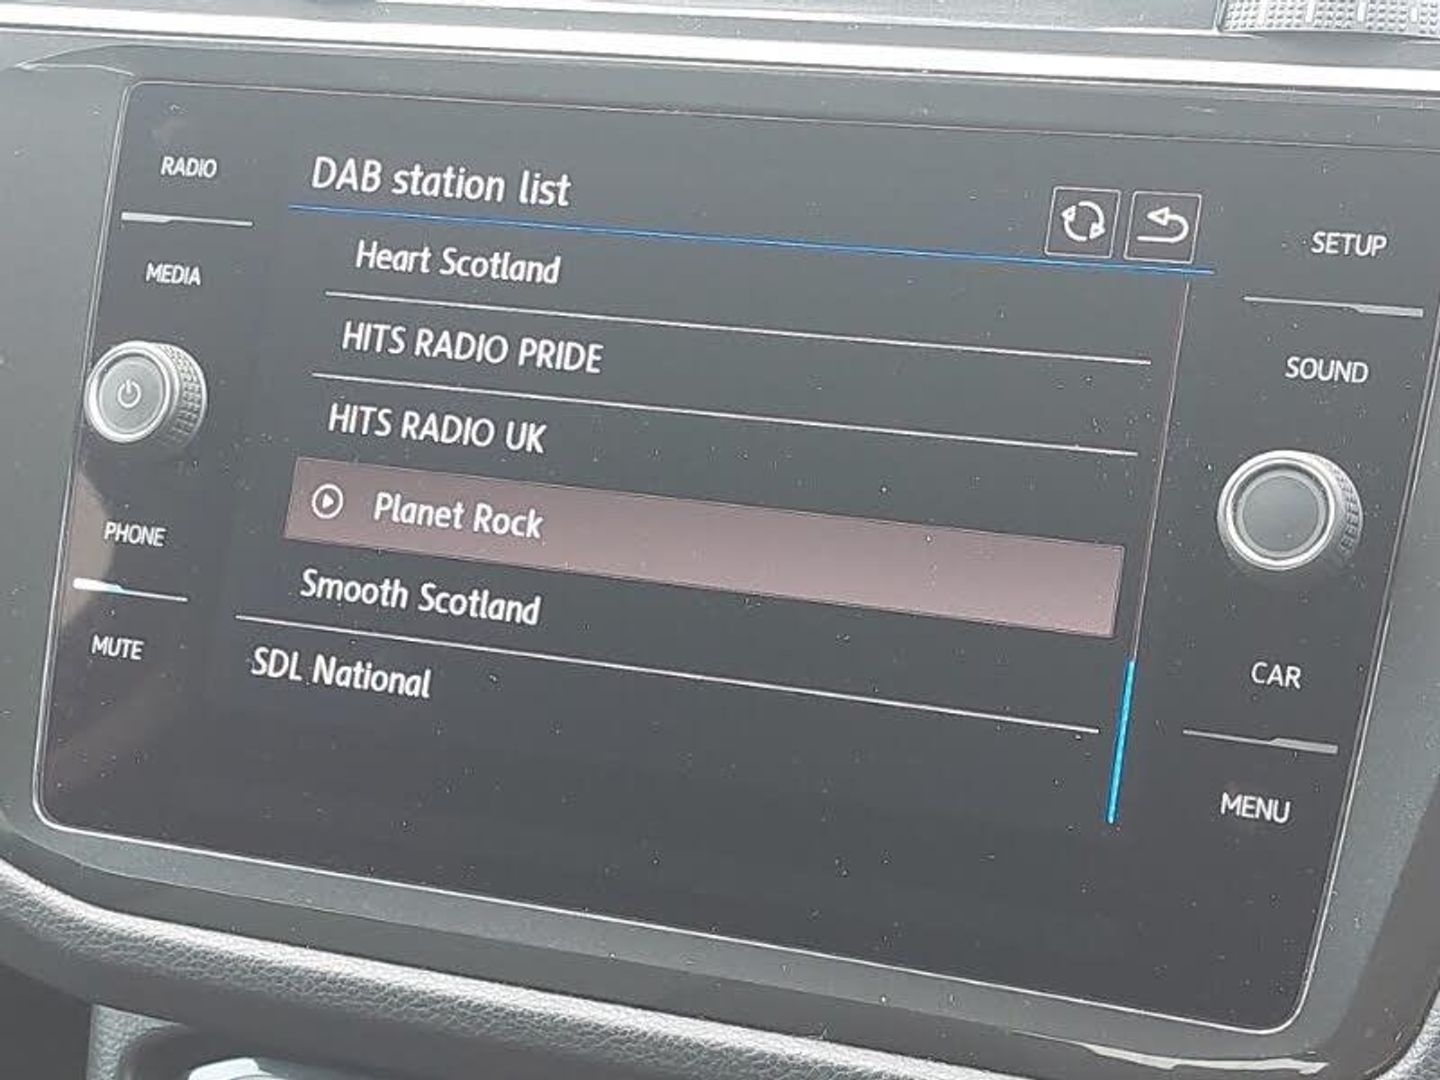 DAB station list
Heart Scotland
HITS RADIO PRIDE
HITS RADIO UK
Planet Rock
Smooth Scotland
SDL National
RADIO
MEDIA
PHONE
MUTE
SETUP
SOUND
CAR
MENU